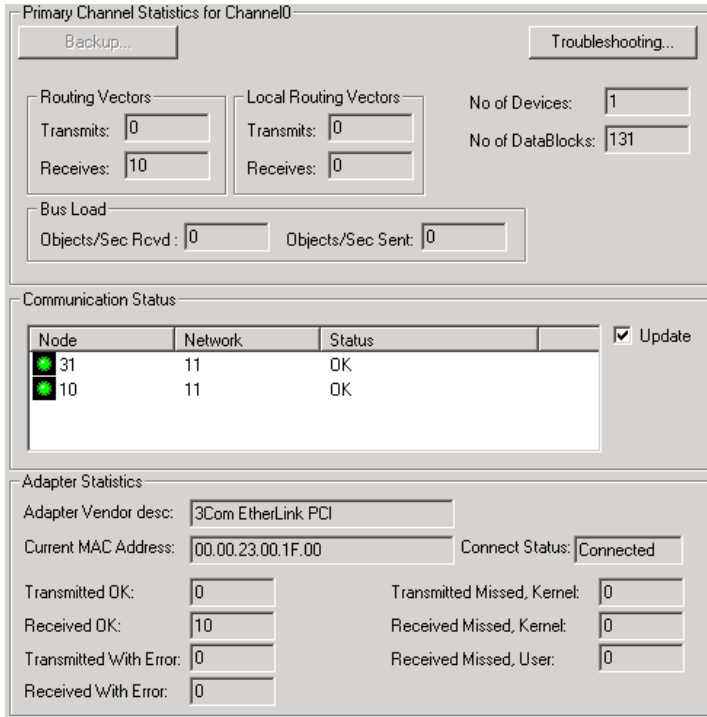 Primary Channel Statistics for Channel0
Backup... Troubleshooting...
Routing Vectors Local Routing Vectors
No of Devices: 1
Transmits: 0 Transmits: 0
No of DataBlocks: 131
Receives: 10 Receives: 0
Bus Load
Objects/Sec Rcvd : 0 Objects/Sec Sent: 0
Communication Status
Node Network Status
Update
31 11 OK
10 11 OK
Adapter Statistics
Adapter Vendor desc: 3Com EtherLink PCI
Current MAC Address: 00.00.23.00.1F.00 Connect Status: Connected
Transmitted OK: 0 Transmitted Missed, Kernel: 0
Received OK: 10 Received Missed, Kernel: 0
Transmitted With Error: 0 Received Missed, User: 0
Received With Error: 0